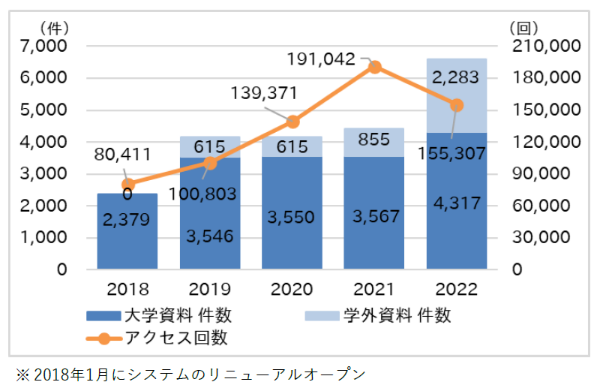 (件) (回)
7,000 210,000
191,042
6,000 2,283 180,000
139,371
5,000 150,000
4,000 615 615 855 155,307 120,000
80,411
3,000 90,000
0 100,803
2,000 2,379 3,546 3,550 3,567 4,317 60,000
1,000 30,000
0 0
2018 2019 2020 2021 2022
大学資料 件数 学外資料 件数
アクセス回数
※ 2018年1月にシステムのリニューアルオープン